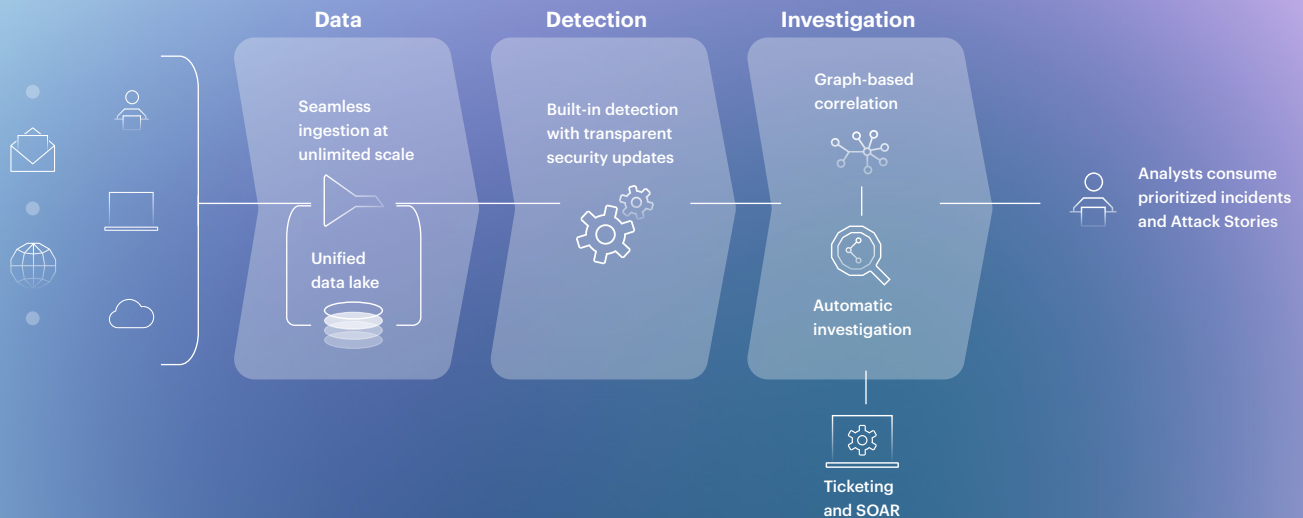 Data
Seamless
ingestion at
unlimited scale
Unified
data lake
Detection
Built-in detection
with transparent
security updates
Investigation
Graph-based
correlation
Automatic
investigation
Ticketing
and SOAR
Analysts consume
prioritized incidents
and Attack Stories